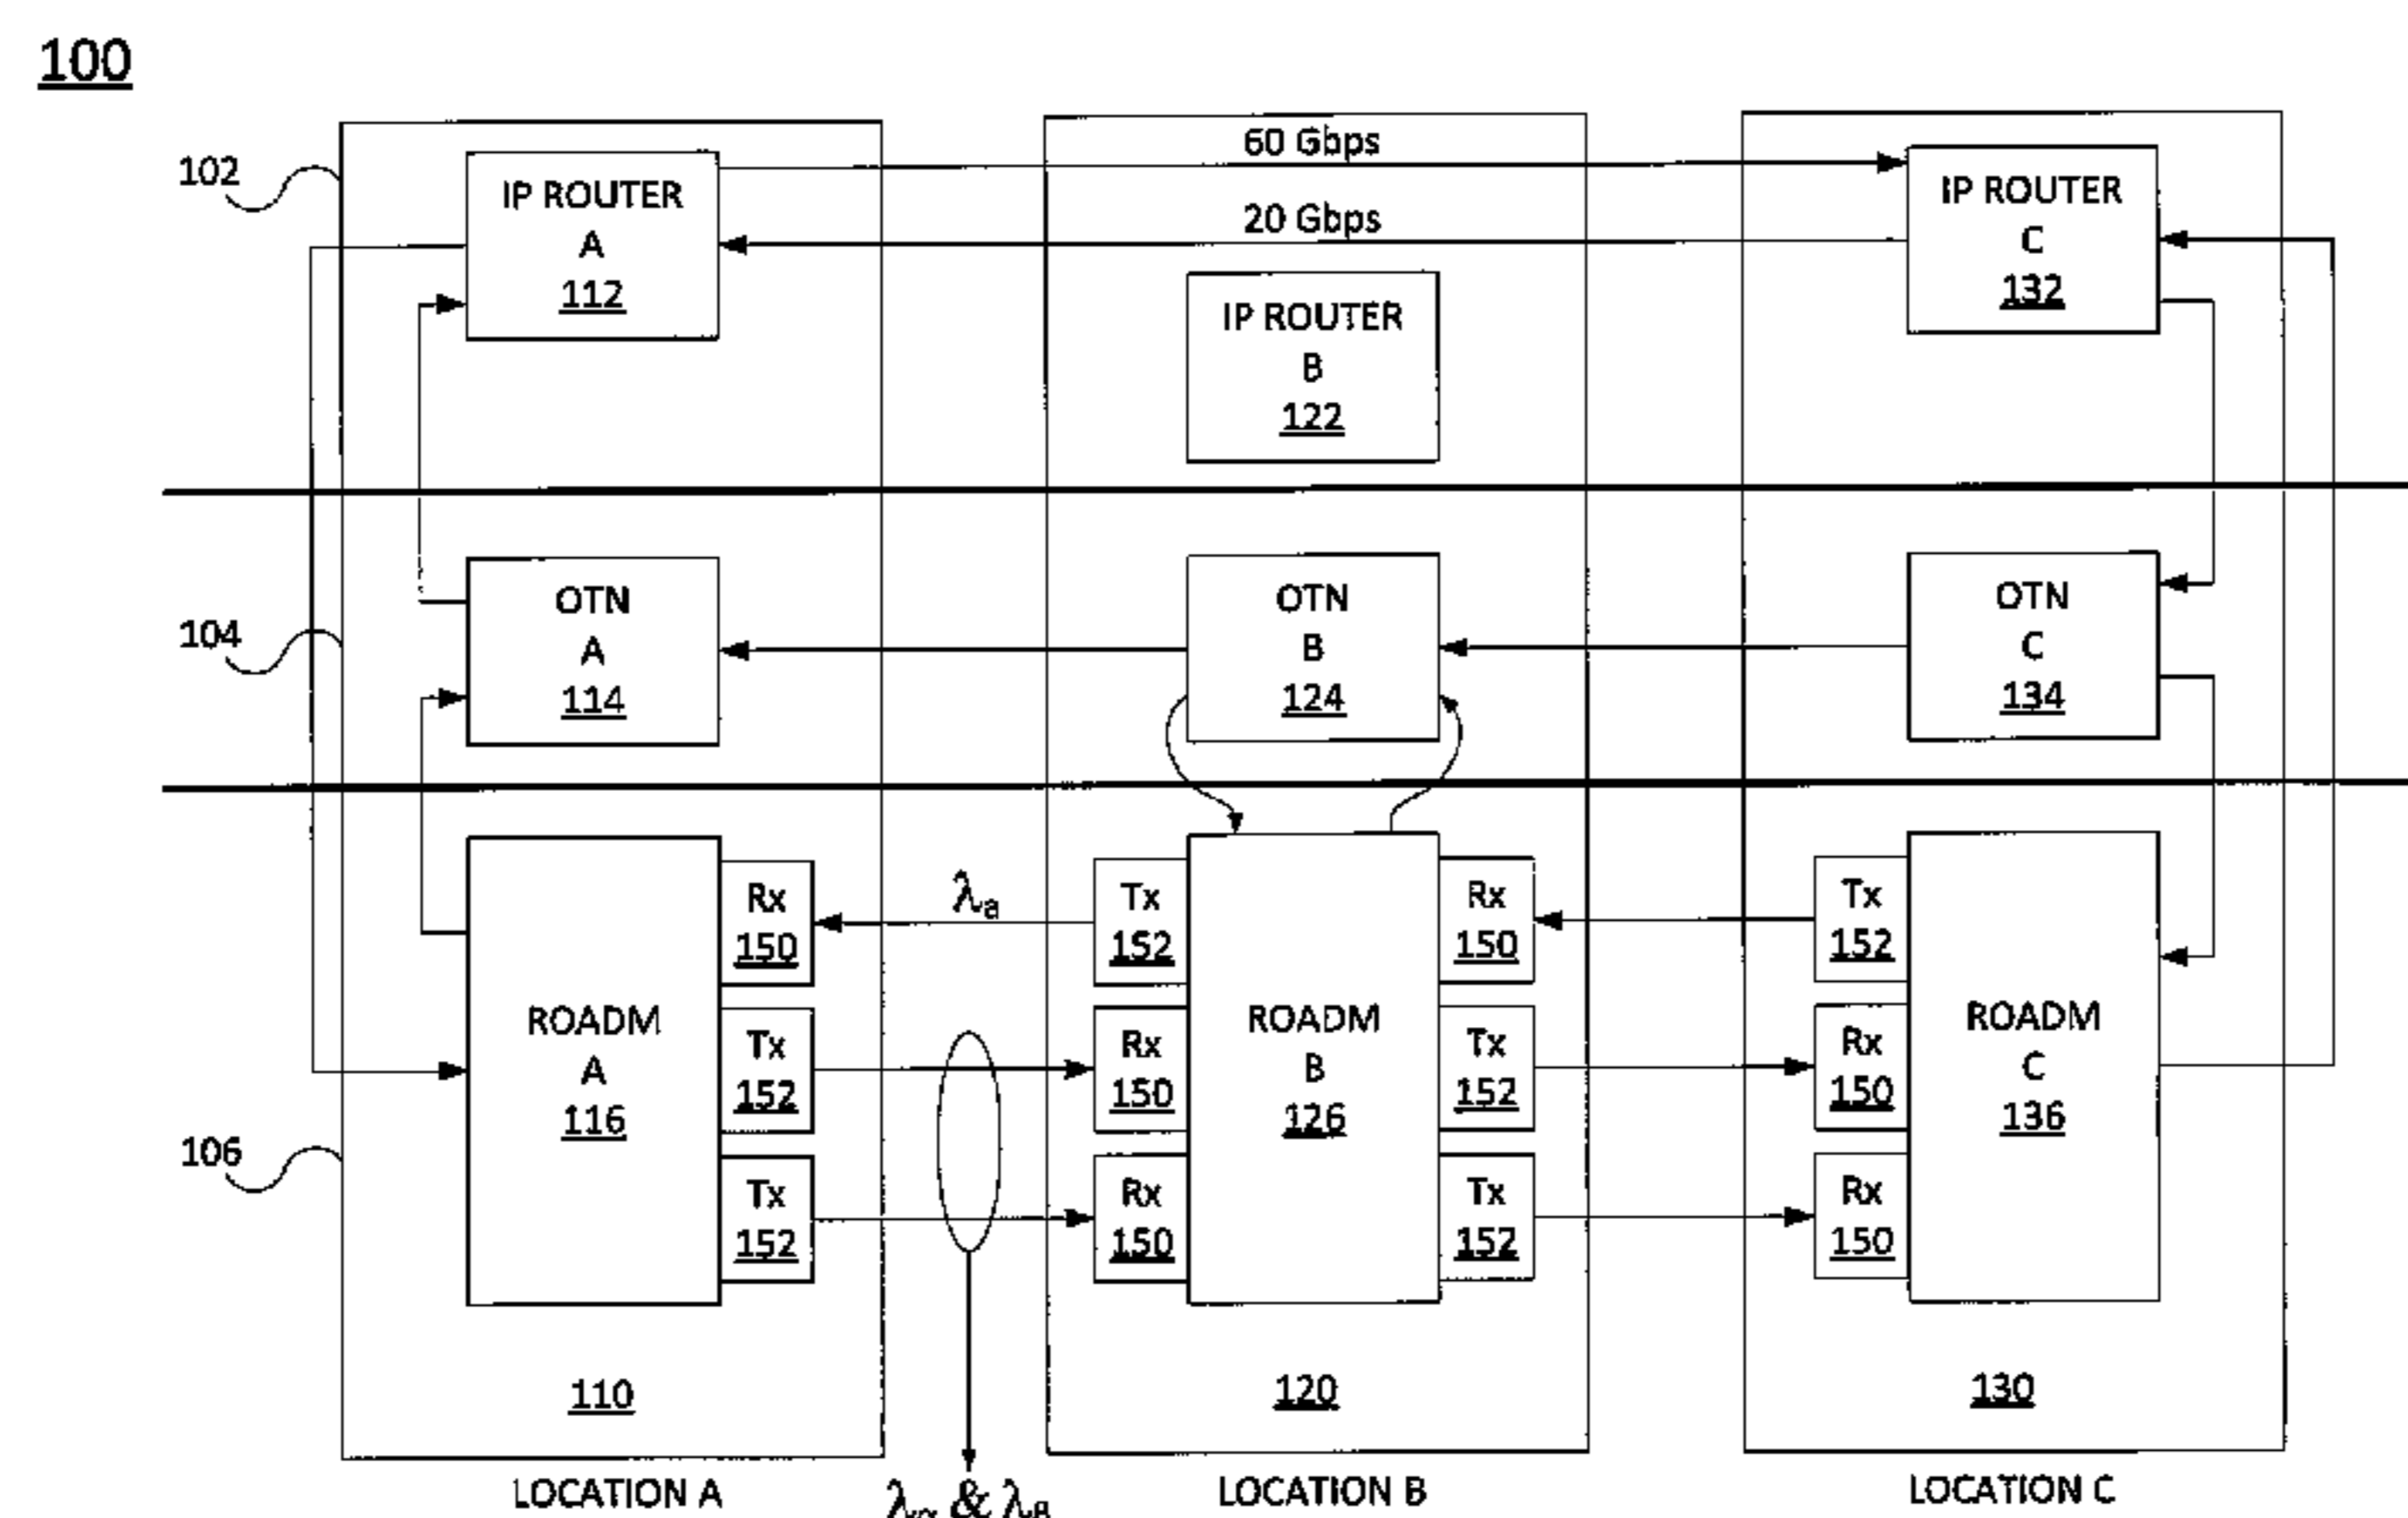 100
102
IP ROUTER
A
112
60 Gbps
20 Gbps
IP ROUTER
B
122
IP ROUTER
C
132
104
OTN
A
114
OTN
B
124
OTN
C
134
106
ROADM
A
116
Rx
150
Tx
152
Tx
152
λa
Tx
152
Rx
150
Rx
150
ROADM
B
126
Rx
150
Tx
152
Tx
152
Tx
152
Rx
150
Rx
150
ROADM
C
136
110
120
130
LOCATION A
λα & λβ
LOCATION B
LOCATION C